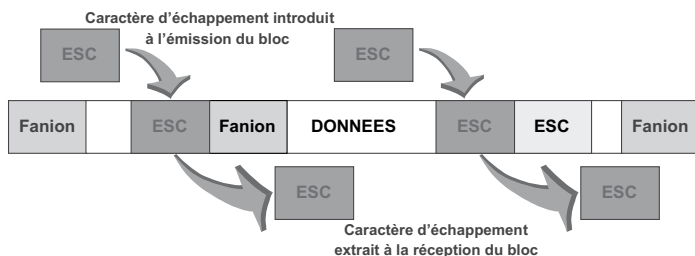 Caractère d’échappement introduit
à l’émission du bloc
ESC
ESC
Fanion ESC Fanion DONNEES ESC ESC Fanion
ESC
ESC
Caractère d’échappement
extrait à la réception du bloc